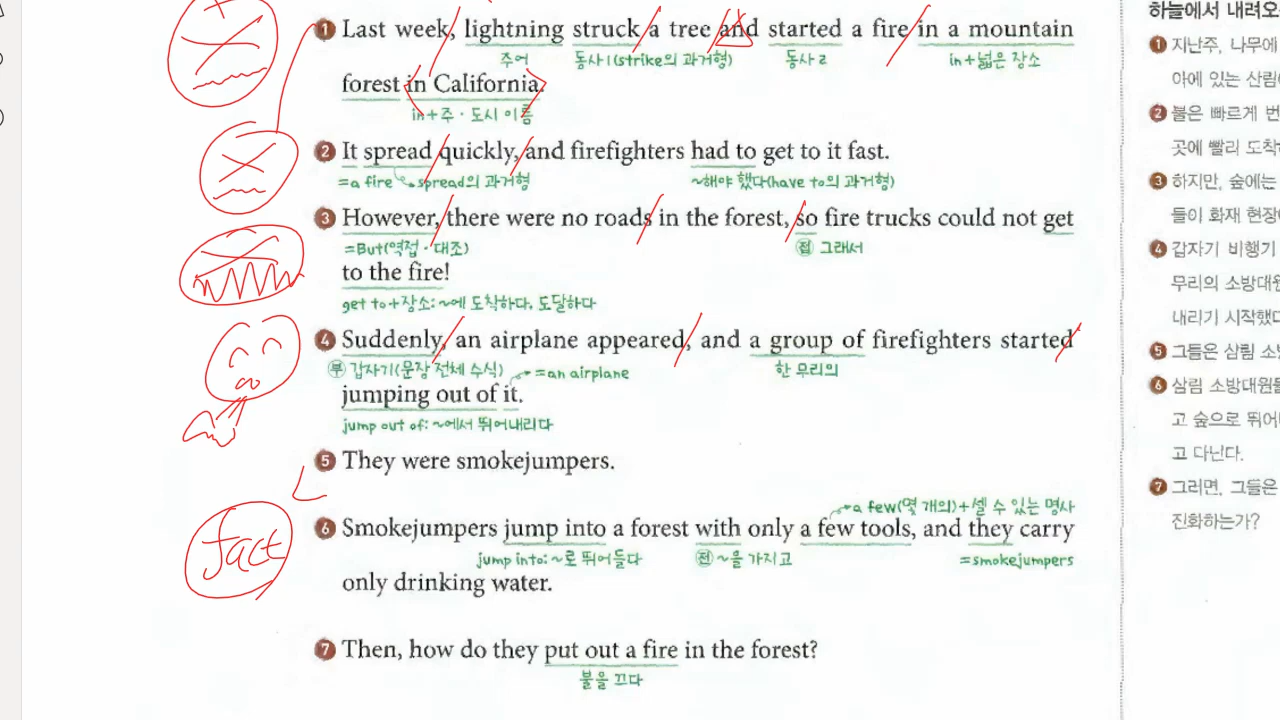 하늘에서 내려오
❶ Last week, lightning struck a tree and started a fire in a mountain
주어 동사1(strike의 과거형) 동사2 in+넓은 장소
forest in California.
in+주·도시 이름
❷ It spread quickly, and firefighters had to get to it fast.
=a fire spread의 과거형 ~해야 했다(have to의 과거형)
❸ However, there were no roads in the forest, so fire trucks could not get
=But(역접·대조) 접 그래서
to the fire!
get to+장소: ~에 도착하다, 도달하다
❹ Suddenly, an airplane appeared, and a group of firefighters started
부 갑자기(문장 전체 수식) =an airplane 한 무리의
jumping out of it.
jump out of: ~에서 뛰어내리다
❺ They were smokejumpers.
a few(몇 개의)+셀 수 있는 명사
fact
❻ Smokejumpers jump into a forest with only a few tools, and they carry
jump into: ~로 뛰어들다 전 ~을 가지고 =smokejumpers
only drinking water.
❼ Then, how do they put out a fire in the forest?
불을 끄다
❶ 지난주, 나무에
아에 있는 산림
❷ 불은 빠르게 번
곳에 빨리 도착
❸ 하지만, 숲에는
들이 화재 현장
❹ 갑자기 비행기
무리의 소방대원
내리기 시작했다
❺ 그들은 삼림 소
❻ 삼림 소방대원
고 숲으로 뛰어
고 다닌다.
❼ 그러면, 그들은
진화하는가?